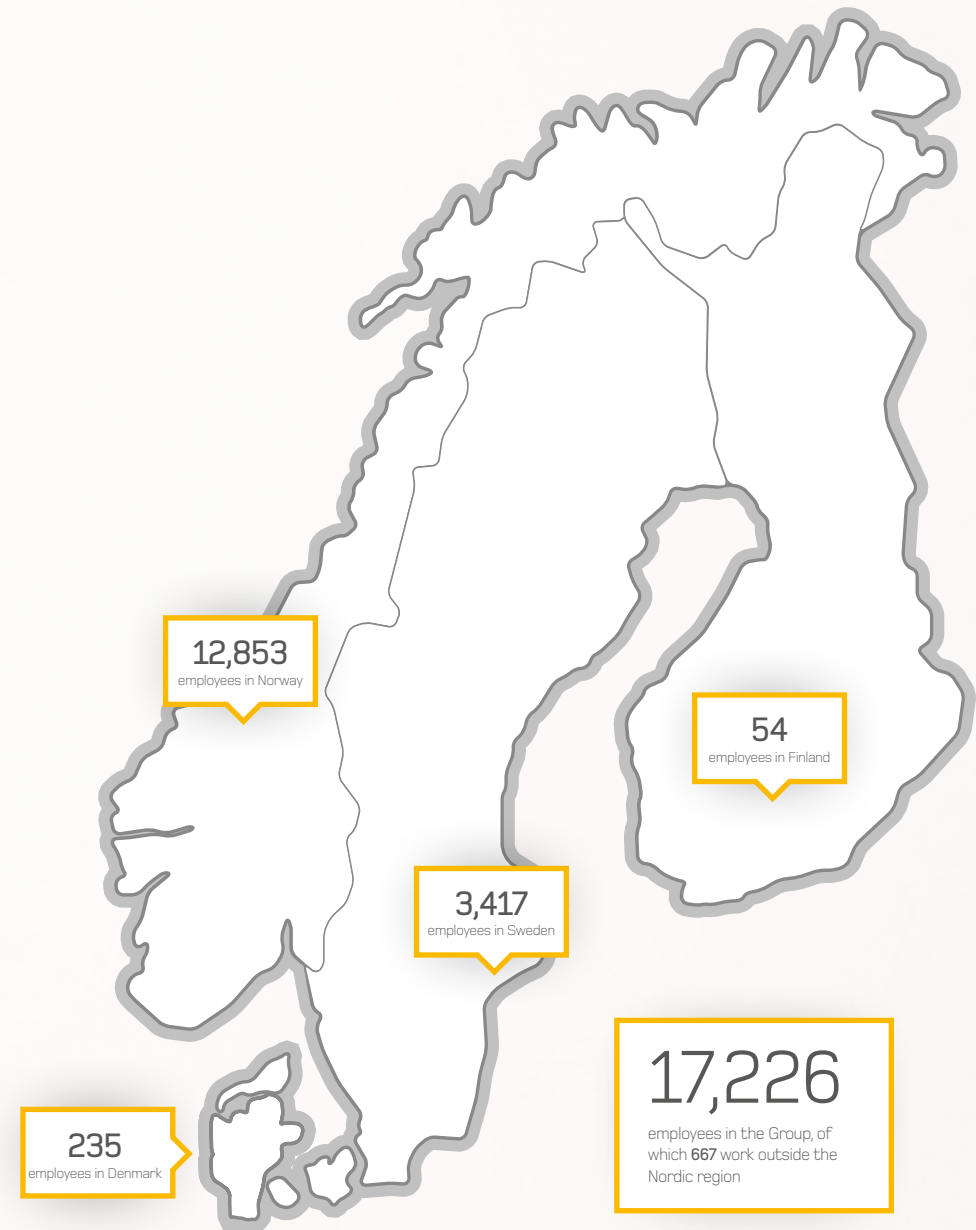 12,853
employees in Norway
54
employees in Finland
3,417
employees in Sweden
17,226
employees in the Group, of
which 667 work outside the
Nordic region
235
employees in Denmark